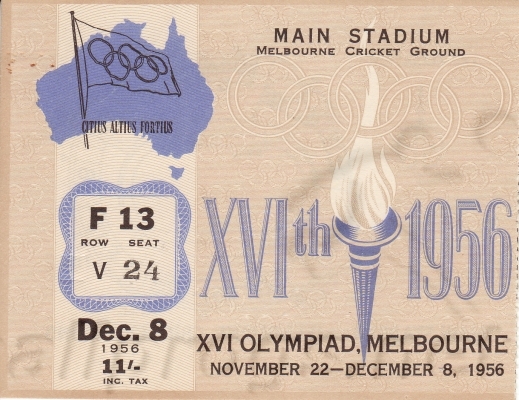 CITIUS ALTIUS FORTIUS
F 13
ROW SEAT
V 24
Dec. 8
1956
11/-
INC. TAX
MAIN STADIUM
MELBOURNE CRICKET GROUND
XVIth 1956
XVI OLYMPIAD, MELBOURNE
NOVEMBER 22—DECEMBER 8, 1956